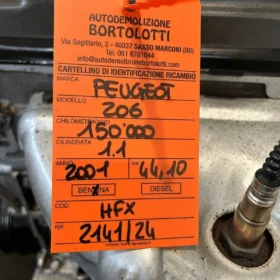 AUTODEMOLIZIONE
BORTOLOTTI
Via Sagittario, 2 - 40037 SASSO MARCONI (BO)
Tel. 051 6781644
info@autodemolizionebortolotti.com
CARTELLINO DI IDENTIFICAZIONE RICAMBIO
MARCA PEUGEOT
MODELLO 206
CHILOMETRAGGIO 150'000
CILINDRATA 1.1
ANNO 2001 KW 44,10
BENZINA DIESEL
COD. HFX
RIF. 2141/24